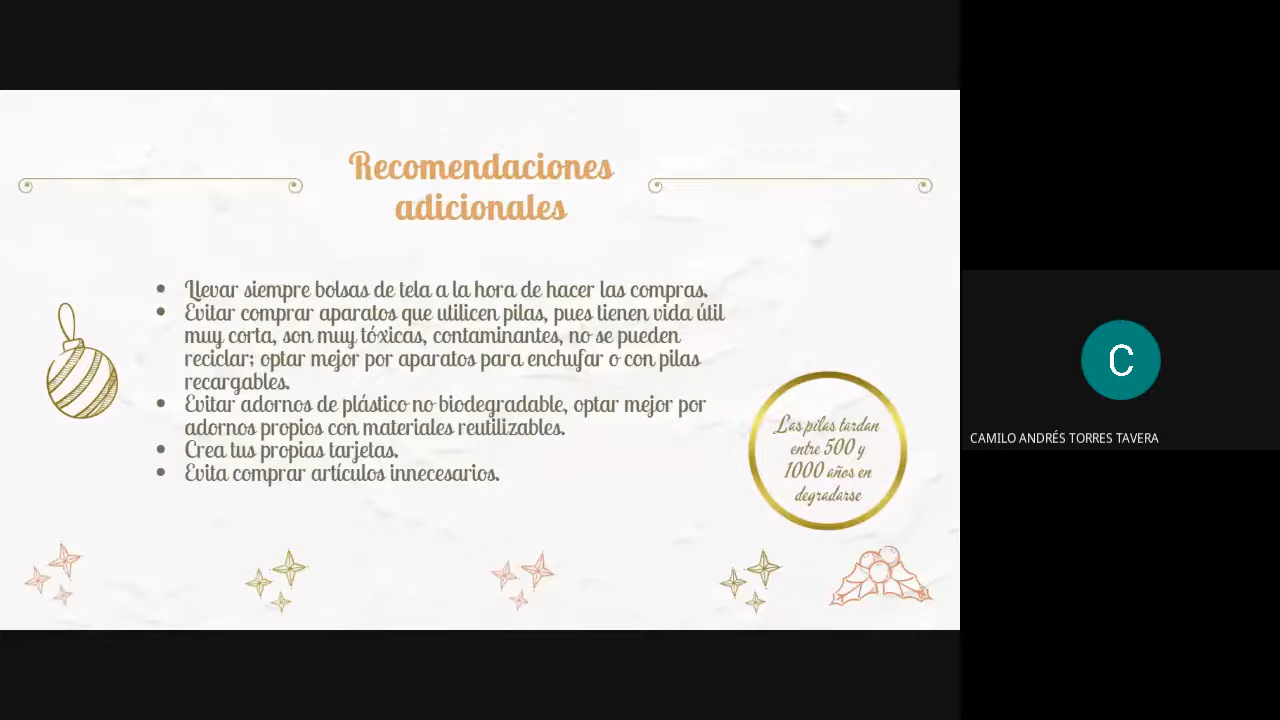 Recomendaciones
adicionales
• Llevar siempre bolsas de tela a la hora de hacer las compras.
• Evitar comprar aparatos que utilicen pilas, pues tienen vida útil
muy corta, son muy tóxicas, contaminantes, no se pueden
reciclar; optar mejor por aparatos para enchufar o con pilas
recargables.
• Evitar adornos de plástico no biodegradable, optar mejor por
adornos propios con materiales reutilizables.
• Crea tus propias tarjetas.
• Evita comprar artículos innecesarios.
Las pilas tardan
entre 500 y
1000 años en
degradarse
C
CAMILO ANDRÉS TORRES TAVERA